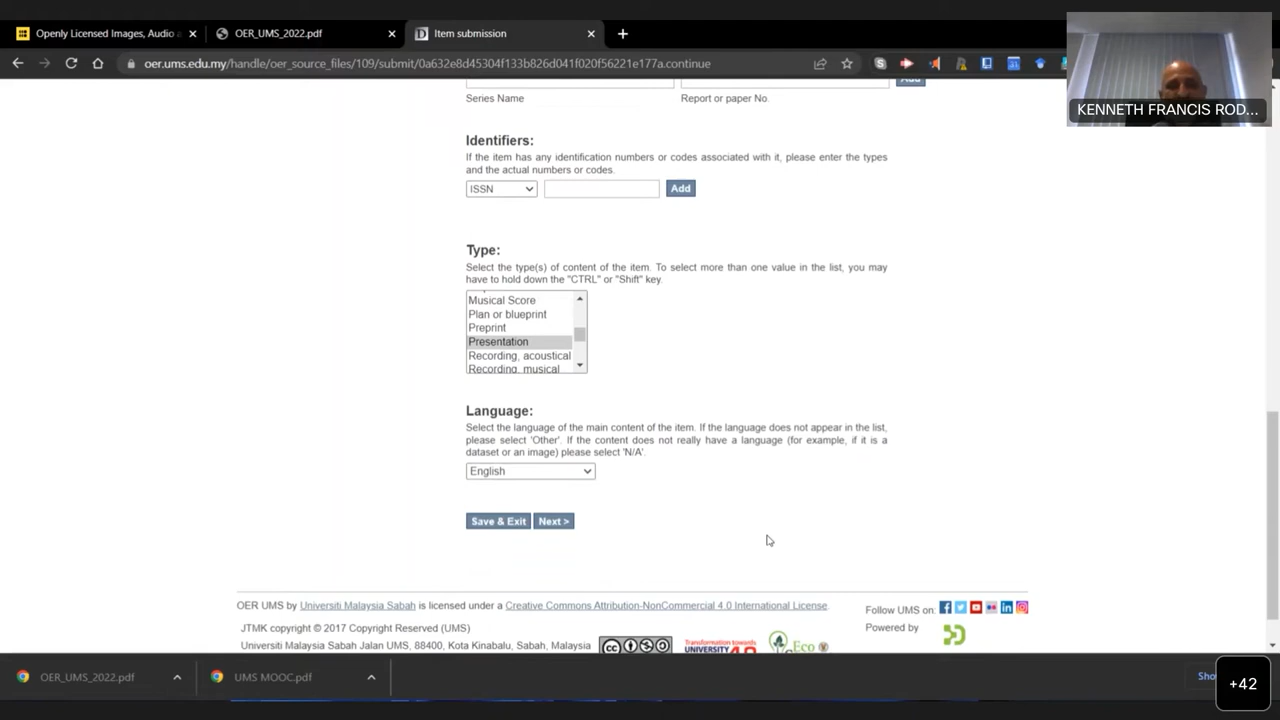 Openly Licensed Images, Audio a
OER_UMS_2022.pdf
Item submission
oer.ums.edu.my/handle/oer_source_files/109/submit/0a632e8d45304f133b826d041f020f56221e177a.continue
KENNETH FRANCIS ROD...
Add
Series Name
Report or paper No.
Identifiers:
If the item has any identification numbers or codes associated with it, please enter the types
and the actual numbers or codes.
ISSN
Add
Type:
Select the type(s) of content of the item. To select more than one value in the list, you may
have to hold down the "CTRL" or "Shift" key.
Musical Score
Plan or blueprint
Preprint
Presentation
Recording, acoustical
Recording, musical
Language:
Select the language of the main content of the item. If the language does not appear in the list,
please select 'Other'. If the content does not really have a language (for example, if it is a
dataset or an image) please select 'N/A'.
English
Save & Exit
Next >
OER UMS by Universiti Malaysia Sabah is licensed under a Creative Commons Attribution-NonCommercial 4.0 International License.
Follow UMS on:
JTMK copyright © 2017 Copyright Reserved (UMS)
Powered by
Universiti Malaysia Sabah Jalan UMS, 88400, Kota Kinabalu, Sabah, Malaysia
Transformation towards
UNIVERSITY 4.0
Eco
OER_UMS_2022.pdf
UMS MOOC.pdf
Sho
+42